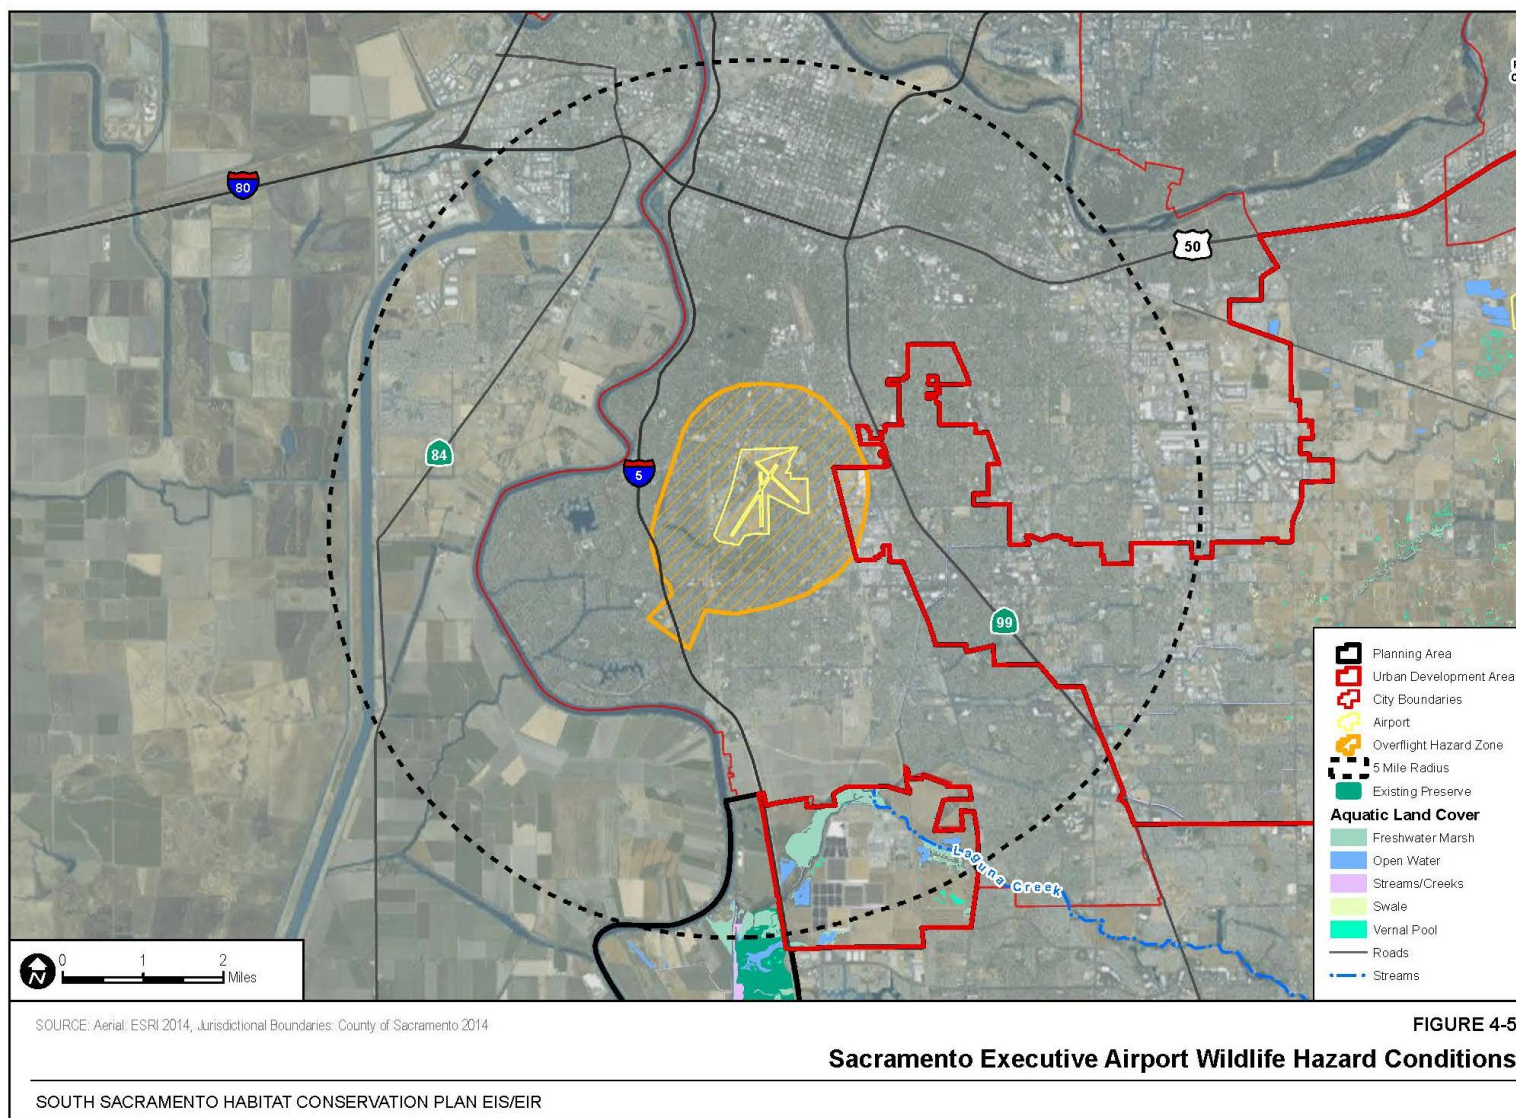 80
50
84
5
99
Laguna Creek
Planning Area
Urban Development Area
City Boundaries
Airport
Overflight Hazard Zone
5 Mile Radius
Existing Preserve
Aquatic Land Cover
Freshwater Marsh
Open Water
Streams/Creeks
Swale
Vernal Pool
Roads
Streams
N
0 1 2
Miles
SOURCE: Aerial: ESRI 2014, Jurisdictional Boundaries: County of Sacramento 2014
FIGURE 4-5
Sacramento Executive Airport Wildlife Hazard Conditions
SOUTH SACRAMENTO HABITAT CONSERVATION PLAN EIS/EIR